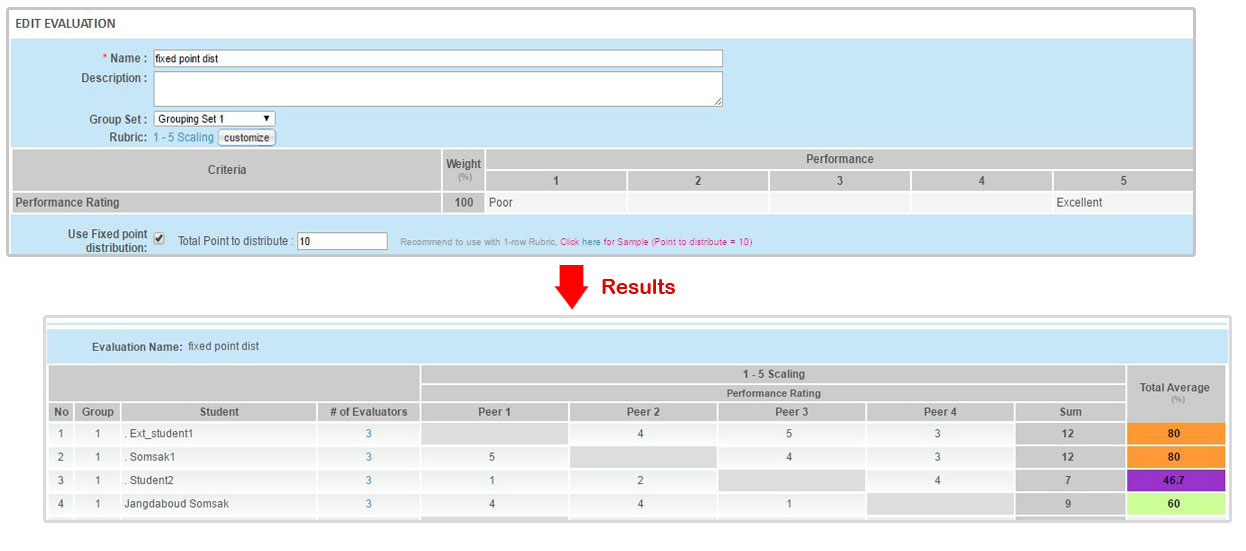 EDIT EVALUATION
* Name : fixed point dist
Description :
Group Set : Grouping Set 1
Rubric: 1 - 5 Scaling customize
Criteria Weight (%) Performance
1 2 3 4 5
Performance Rating 100 Poor Excellent
Use Fixed point distribution: Total Point to distribute : 10 Recommend to use with 1-row Rubric, Click here for Sample (Point to distribute = 10)
Results
Evaluation Name: fixed point dist
1 - 5 Scaling Total Average (%)
Performance Rating
No Group Student # of Evaluators Peer 1 Peer 2 Peer 3 Peer 4 Sum
1 1 . Ext_student1 3 4 5 3 12 80
2 1 . Somsak1 3 5 4 3 12 80
3 1 . Student2 3 1 2 4 7 46.7
4 1 Jangdaboud Somsak 3 4 4 1 9 60